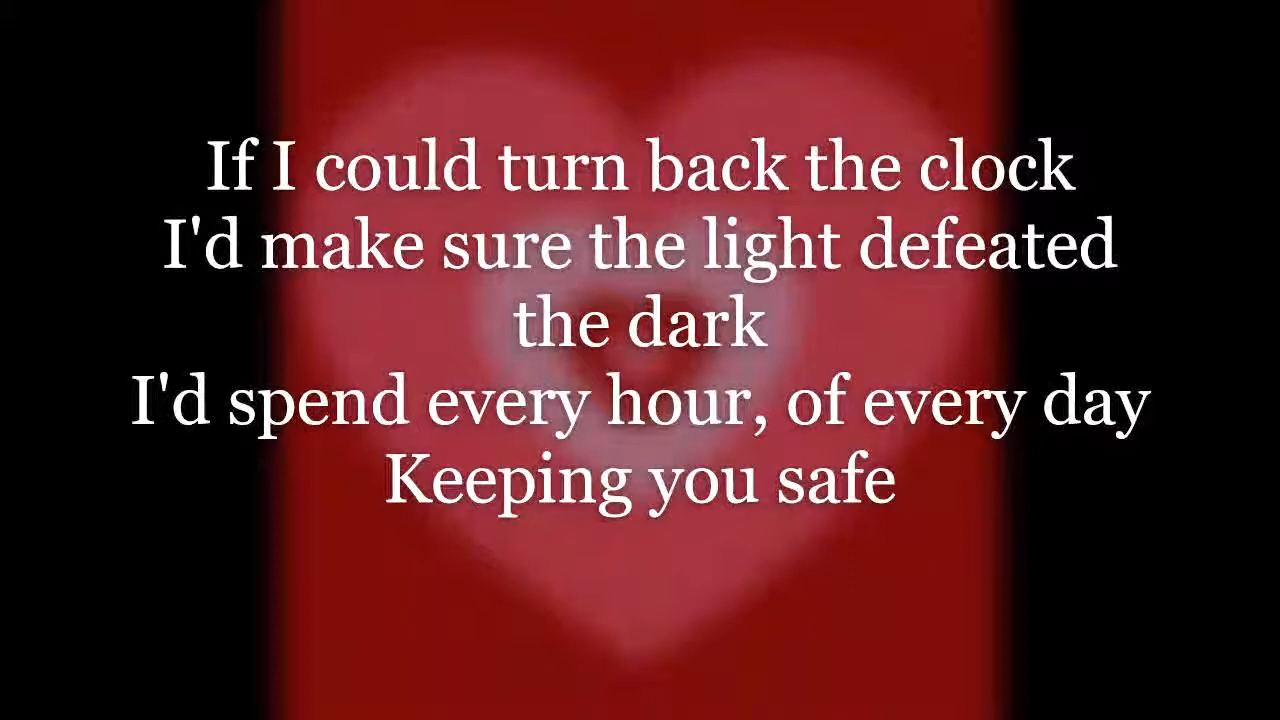 If I could turn back the clock
I'd make sure the light defeated
the dark
I'd spend every hour, of every day
Keeping you safe